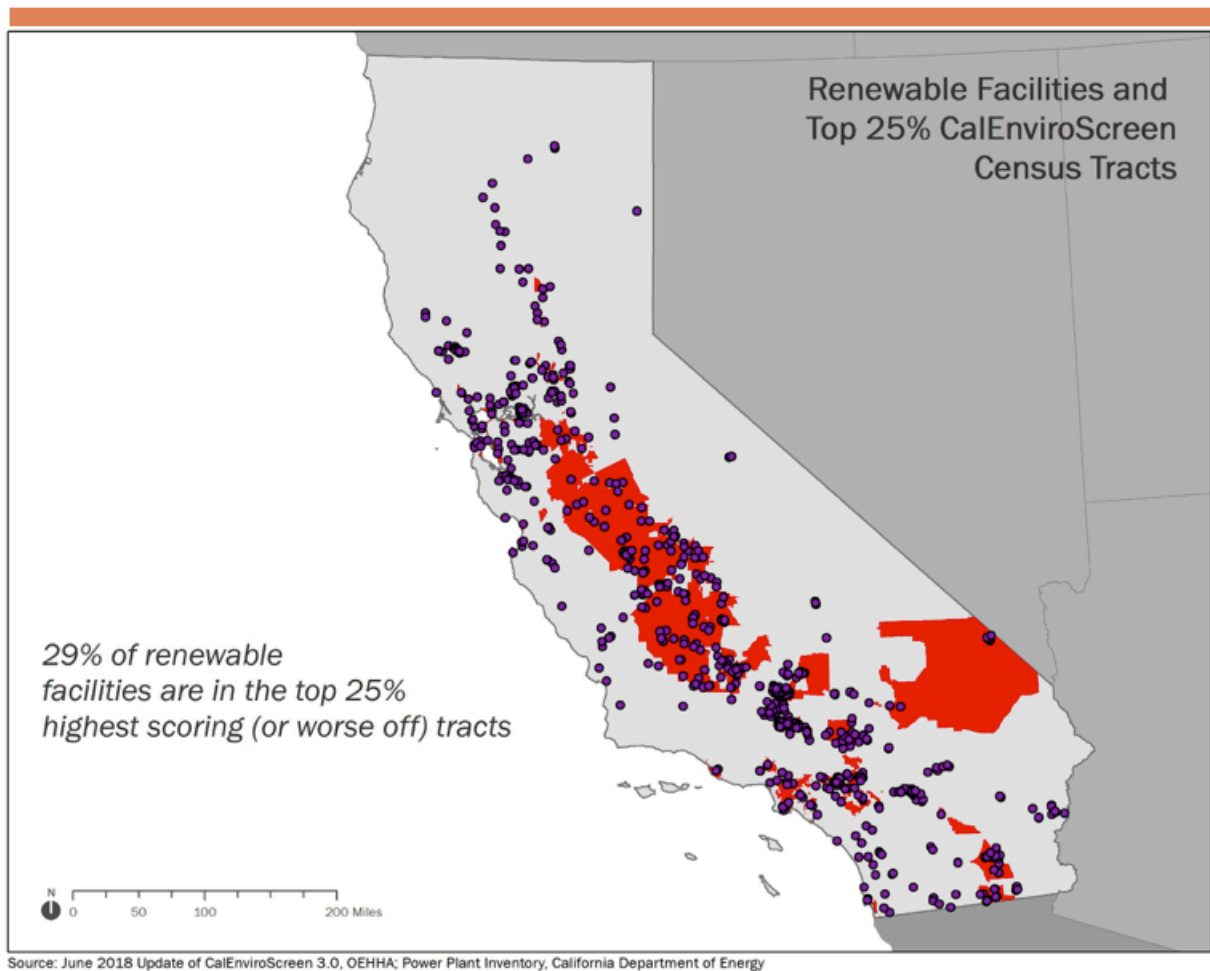 Renewable Facilities and
Top 25% CalEnviroScreen
Census Tracts
29% of renewable
facilities are in the top 25%
highest scoring (or worse off) tracts
N
0 50 100 200 Miles
Source: June 2018 Update of CalEnviroScreen 3.0, OEHHA; Power Plant Inventory, California Department of Energy